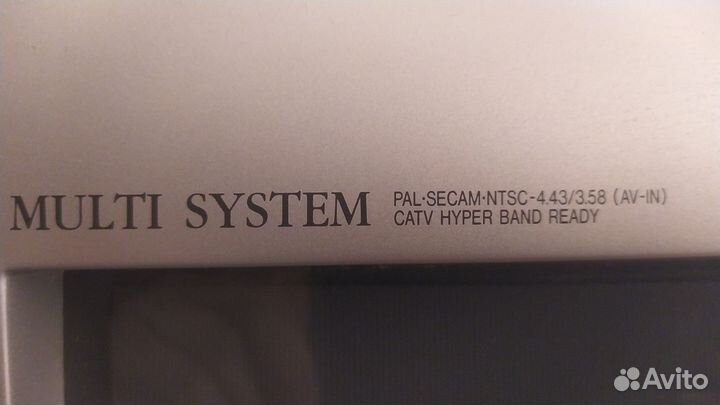 MULTI SYSTEM
PAL·SECAM·NTSC-4.43/3.58 (AV-IN)
CATV HYPER BAND READY
Avito